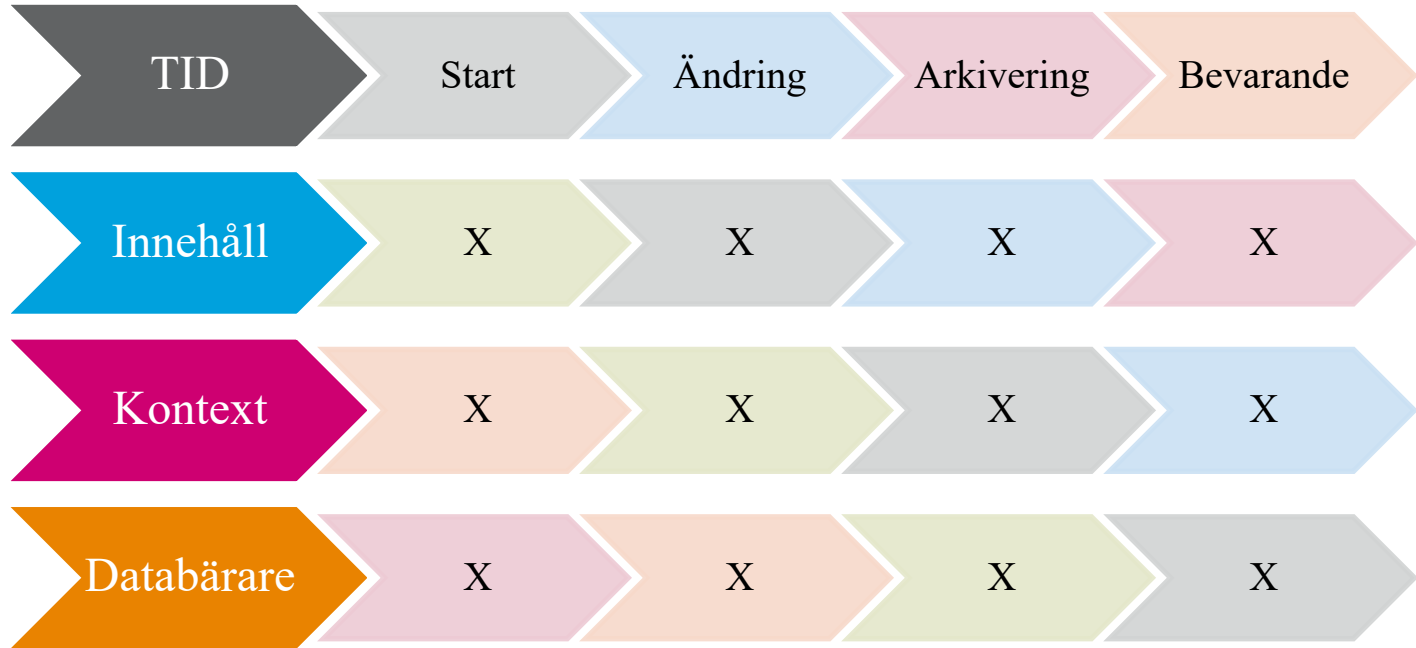 TID Start Ändring Arkivering Bevarande
Innehåll X X X X
Kontext X X X X
Databärare X X X X